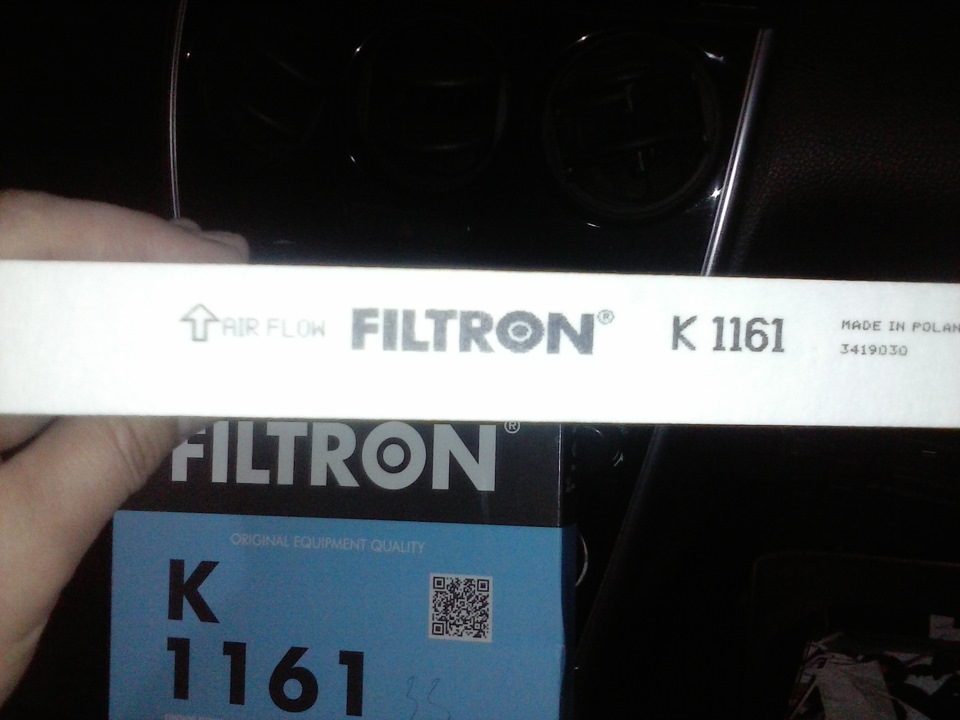 AIR FLOW FILTRON® K 1161 MADE IN POLAN
3419030
FILTRON®
ORIGINAL EQUIPMENT QUALITY
K
1161